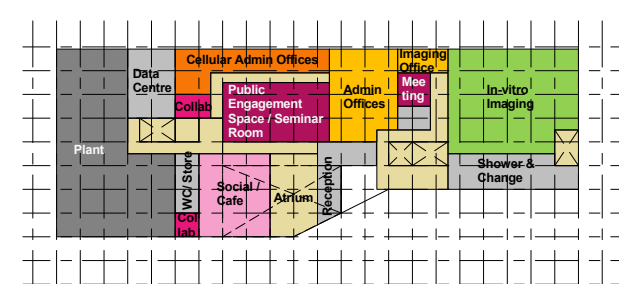 Cellular Admin Offices
Imaging
Office
Data
Centre
Public
Engagement
Space / Seminar
Room
Admin
Offices
Mee
ting
In-vitro
Imaging
Collab
Plant
WC/ Store
Social /
Cafe
Atrium
Reception
Shower &
Change
Col
lab